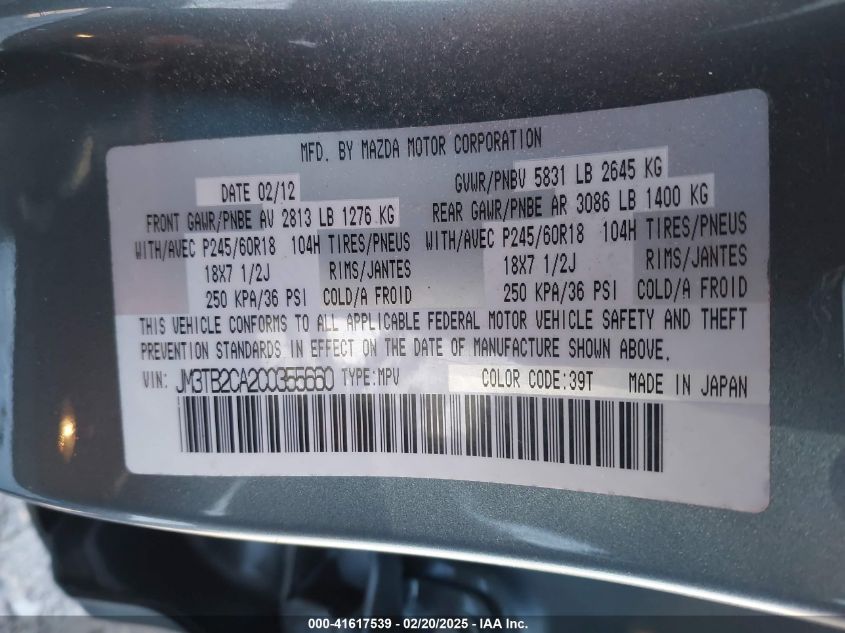 MFD. BY MAZDA MOTOR CORPORATION
DATE 02/12 GVWR/PNBV 5831 LB 2645 KG
FRONT GAWR/PNBE AV 2813 LB 1276 KG REAR GAWR/PNBE AR 3086 LB 1400 KG
WITH/AVEC P245/60R18 104H TIRES/PNEUS WITH/AVEC P245/60R18 104H TIRES/PNEUS
18X7 1/2J RIMS/JANTES 18X7 1/2J RIMS/JANTES
250 KPA/36 PSI COLD/A FROID 250 KPA/36 PSI COLD/A FROID
THIS VEHICLE CONFORMS TO ALL APPLICABLE FEDERAL MOTOR VEHICLE SAFETY AND THEFT
PREVENTION STANDARDS IN EFFECT ON THE DATE OF MANUFACTURE SHOWN ABOVE.
VIN: JM3TB2CA2C0355660 TYPE:MPV COLOR CODE:39T MADE IN JAPAN
000-41617539 - 02/20/2025 - IAA Inc.